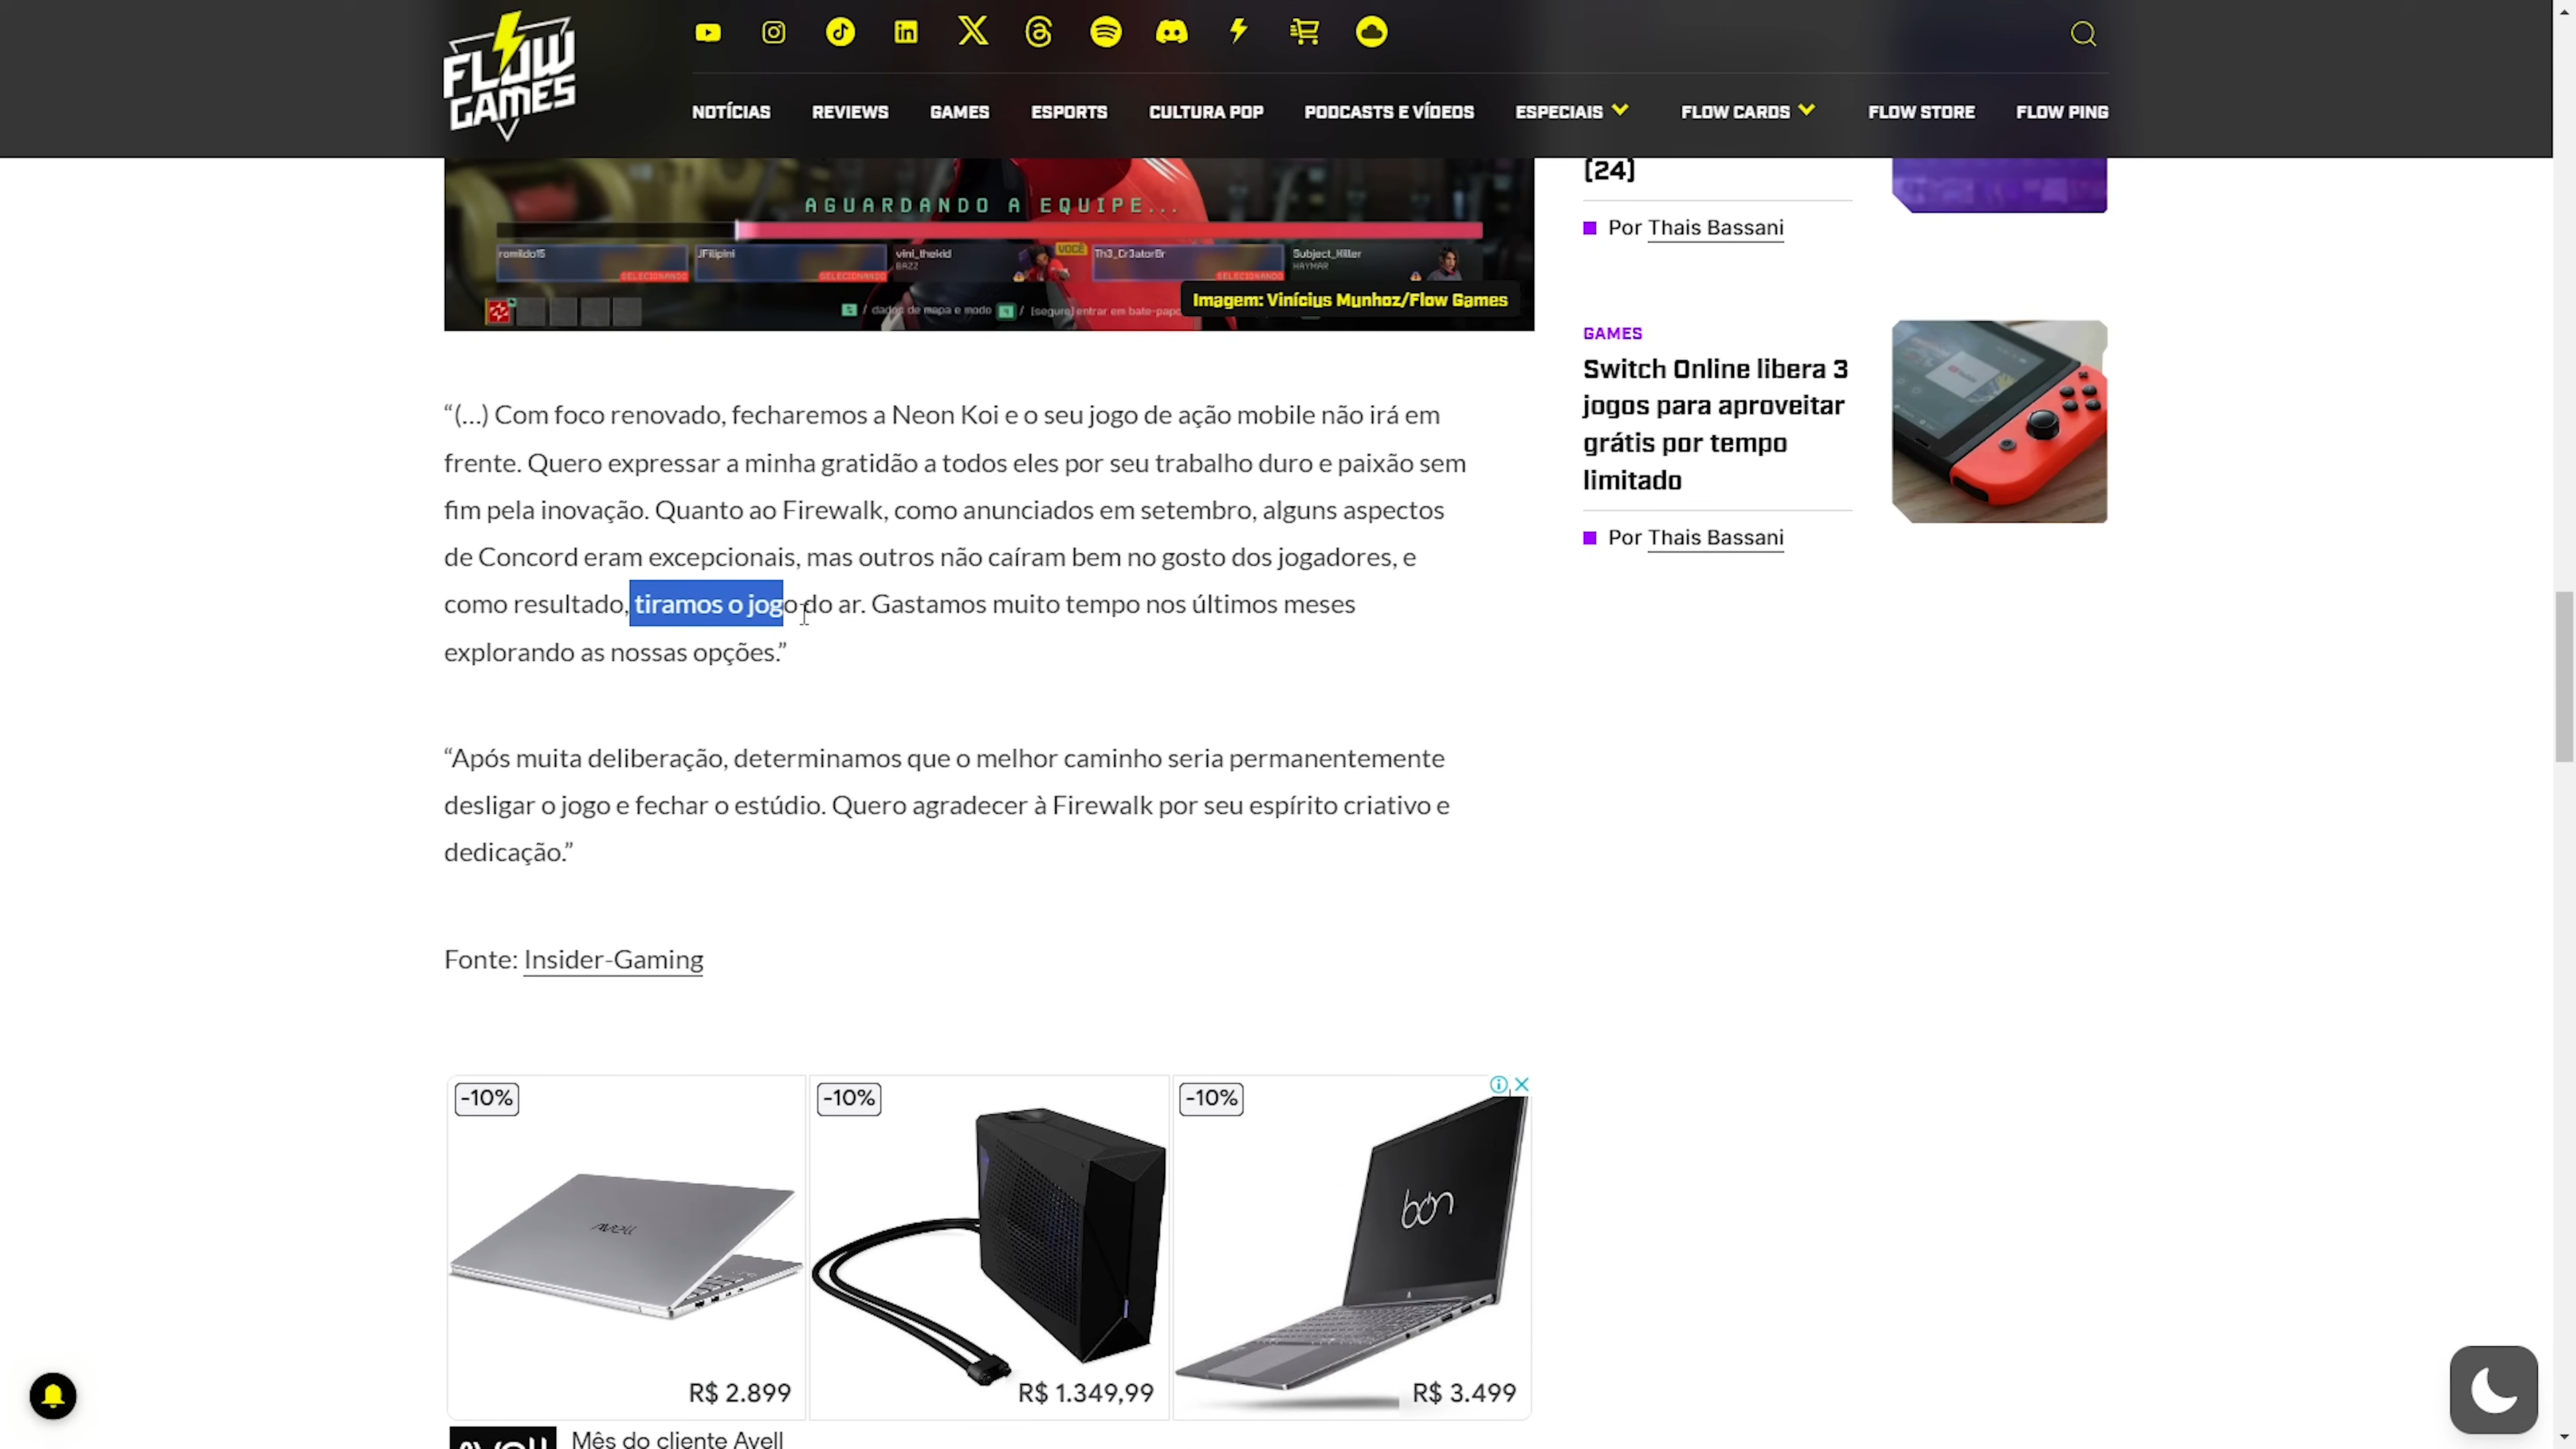 FLOW
GAMES
NOTÍCIAS REVIEWS GAMES ESPORTS CULTURA POP PODCASTS E VÍDEOS ESPECIAIS FLOW CARDS FLOW STORE FLOW PING
AGUARDANDO A EQUIPE...
romildo15 JFilipini vini_thekid VOCÊ Th3_Cr3ator8r Subject_Killer
SELECIONANDO SELECIONANDO BAZZ SELECIONANDO HAYMAR
/ dados de mapa e modo / [segure] entrar em bate-papo
Imagem: Vinícius Munhoz/Flow Games
“(…) Com foco renovado, fecharemos a Neon Koi e o seu jogo de ação mobile não irá em
frente. Quero expressar a minha gratidão a todos eles por seu trabalho duro e paixão sem
fim pela inovação. Quanto ao Firewalk, como anunciados em setembro, alguns aspectos
de Concord eram excepcionais, mas outros não caíram bem no gosto dos jogadores, e
como resultado, tiramos o jogo do ar. Gastamos muito tempo nos últimos meses
explorando as nossas opções.”
“Após muita deliberação, determinamos que o melhor caminho seria permanentemente
desligar o jogo e fechar o estúdio. Quero agradecer à Firewalk por seu espírito criativo e
dedicação.”
Fonte: Insider-Gaming
[24]
Por Thais Bassani
GAMES
Switch Online libera 3
jogos para aproveitar
grátis por tempo
limitado
Por Thais Bassani
-10% -10% -10%
AVELL
bon
R$ 2.899 R$ 1.349,99 R$ 3.499
AVELL Mês do cliente Avell